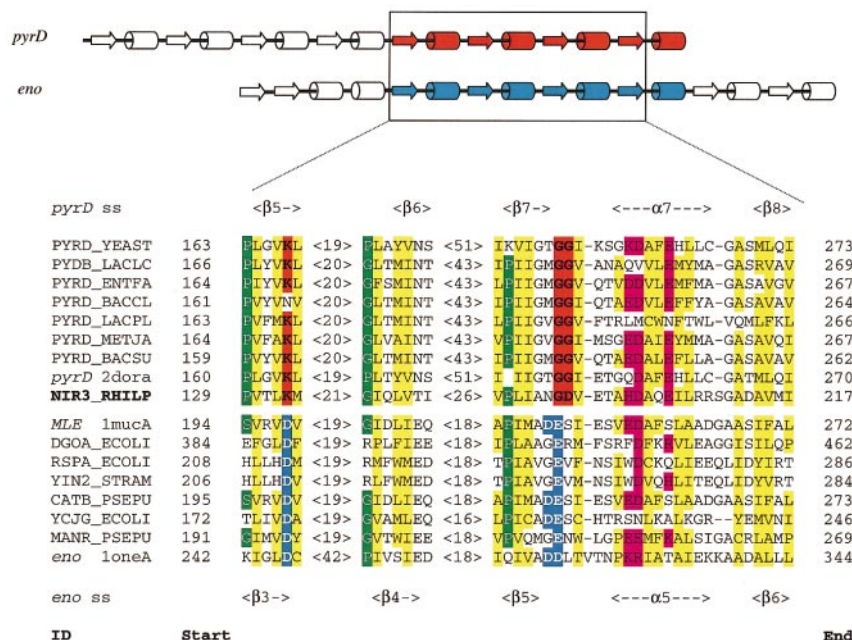 pyrD
eno
pyrD ss <β5-> <β6> <β7-> <---α7---> <β8>
PYRD_YEAST 163 PLGVKL <19> PLAYVNS <51> IKVIGTGGI-KSGKDAFEHLLC-GASMLQI 273
PYDB_LACLC 166 PLYVKL <20> GLTMINT <43> IPIIGMGGV-ANAQVVLEMYMA-GASRVAV 269
PYRD_ENTFA 164 PIYVKL <20> GFSMINT <43> LPIIGMGGV-QTVDDVLEMFMA-GASAVGV 267
PYRD_BACCL 161 PVYVNV <20> GLTMINT <43> IPIIGMGGV-QTAEDVLEFFYA-GASAVAV 264
PYRD_LACPL 163 PVFMKL <20> GLTMINT <43> LPIIGVGGV-FTRLMCWNFTWL-VQMLFKL 266
PYRD_METJA 164 PVFAKL <20> GLVAINT <43> LPIIGVGGI-QTAEDAIEYMMA-GASAVAV 267
PYRD_BACSU 159 PVYVKL <20> GLTMINT <43> IPIIGMGGV-QTAEDALEFLLA-GASAVAV 262
pyrD 2dora 160 PLGVKL <19> PLTYVNS <51> I IIGTGGI-ETGQDAFEHLLC-GATMLQI 270
NIR3_RHILP 129 PVTLKM <21> GIQLVTI <26> VPLIANGDV-ETAHDAQEILRRSGADAVMI 217
MLE 1mucA 194 SVRVDV <19> GIDLIEQ <18> APIMADESI-ESVEDAFSLAADGAASIFAL 272
DGOA_ECOLI 384 EFGLDF <19> RPLFIEE <18> IPLAAGERM-FSRFDFKRVLEAGGISILQP 462
RSPA_ECOLI 208 HLLHDM <19> RMFWMED <18> TPIAVGEVF-NSIWDCKQLIEEQLIDYIRT 286
YIN2_STRAM 206 HLLHDV <19> RLFWMED <18> TPIAVGEVM-NSIWDVQHLITEQLIDYVRT 284
CATB_PSEPU 195 SVRVDV <19> GIDLIEQ <18> APIMADESI-ESVEDAFSLAADGAASIFAL 273
YCJG_ECOLI 172 TLIVDA <19> GVAMLEQ <16> LPICADESC-HTRSNLKALKGR--YEMVNI 246
MANR_PSEPU 191 GIMVDY <19> GVTWIEE <18> VPVQMGENW-LGPEEMFKALSIGACRLAMP 269
eno 1oneA 242 KIGLDC <42> PIVSIED <18> IQIVADDLTVTNPKRIATAIEKKAADALLL 344
eno ss <β3-> <β4-> <β5> <---α5---> <β6>
ID Start End